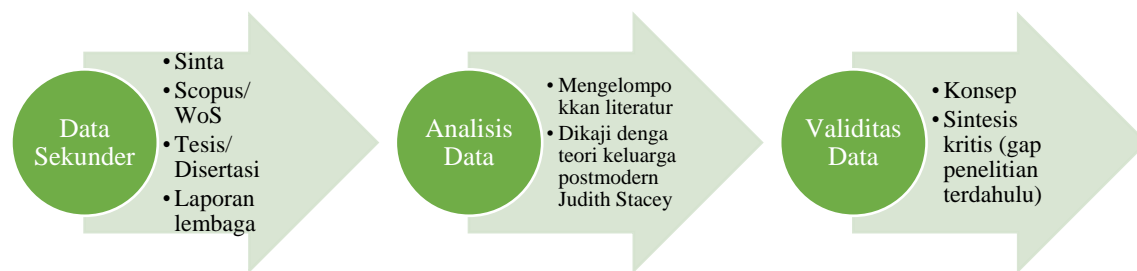 Data
Sekunder
• Sinta
• Scopus/
WoS
• Tesis/
Disertasi
• Laporan
lembaga
Analisis
Data
• Mengelompo
kkan literatur
• Dikaji denga
teori keluarga
postmodern
Judith Stacey
Validitas
Data
• Konsep
• Sintesis
kritis (gap
penelitian
terdahulu)